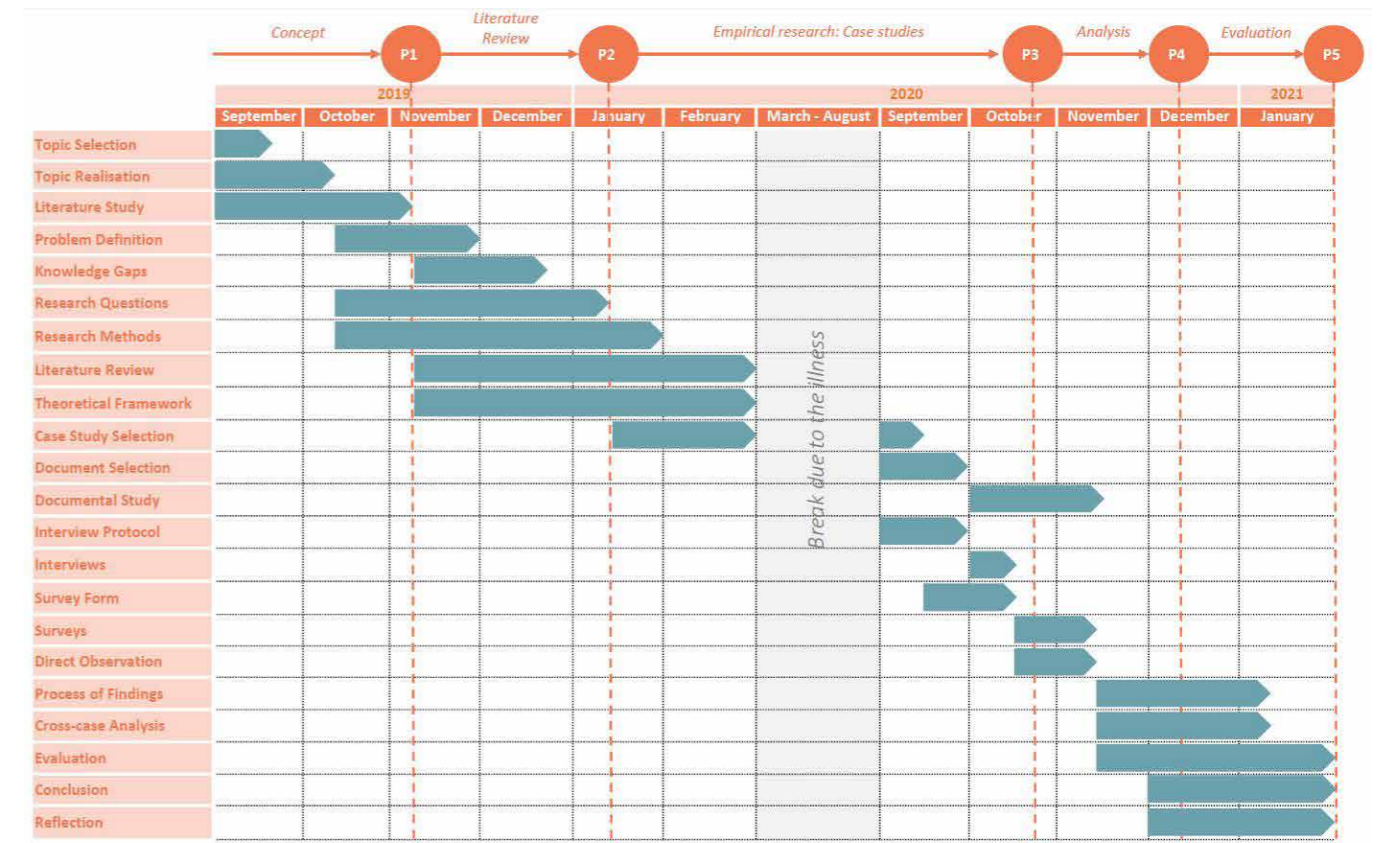 Concept
Literature
Review
Empirical research: Case studies
Analysis
Evaluation
P1
P2
P3
P4
P5
2019
2020
2021
September
October
November
December
January
February
March - August
September
October
November
December
January
Topic Selection
Topic Realisation
Literature Study
Problem Definition
Knowledge Gaps
Research Questions
Research Methods
Literature Review
Theoretical Framework
Case Study Selection
Document Selection
Documental Study
Interview Protocol
Interviews
Survey Form
Surveys
Direct Observation
Process of Findings
Cross-case Analysis
Evaluation
Conclusion
Reflection
Break due to the illness